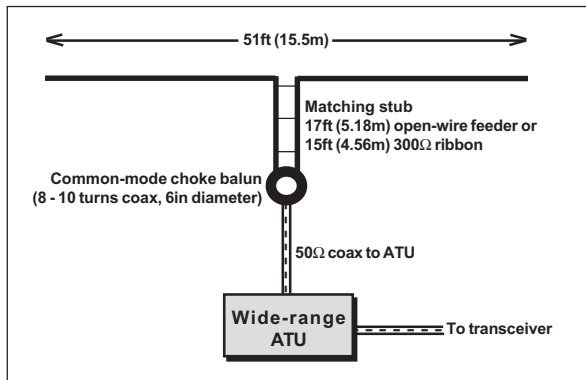 51ft (15.5m)
Matching stub
17ft (5.18m) open-wire feeder or
15ft (4.56m) 300Ω ribbon
Common-mode choke balun
(8 - 10 turns coax, 6in diameter)
50Ω coax to ATU
Wide-range
ATU
To transceiver